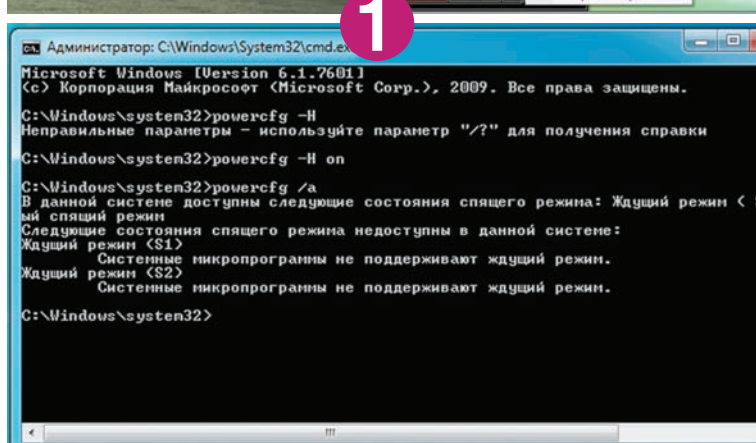 1
Администратор: C:\Windows\System32\cmd.ex
Microsoft Windows [Version 6.1.7601]
(c) Корпорация Майкрософт (Microsoft Corp.), 2009. Все права защищены.
C:\Windows\system32>powercfg -H
Неправильные параметры - используйте параметр "/?" для получения справки
C:\Windows\system32>powercfg -H on
C:\Windows\system32>powercfg /a
В данной системе доступны следующие состояния спящего режима: Ждущий режим (
ый спящий режим
Следующие состояния спящего режима недоступны в данной системе:
Ждущий режим (S1)
Системные микропрограммы не поддерживают ждущий режим.
Ждущий режим (S2)
Системные микропрограммы не поддерживают ждущий режим.
C:\Windows\system32>